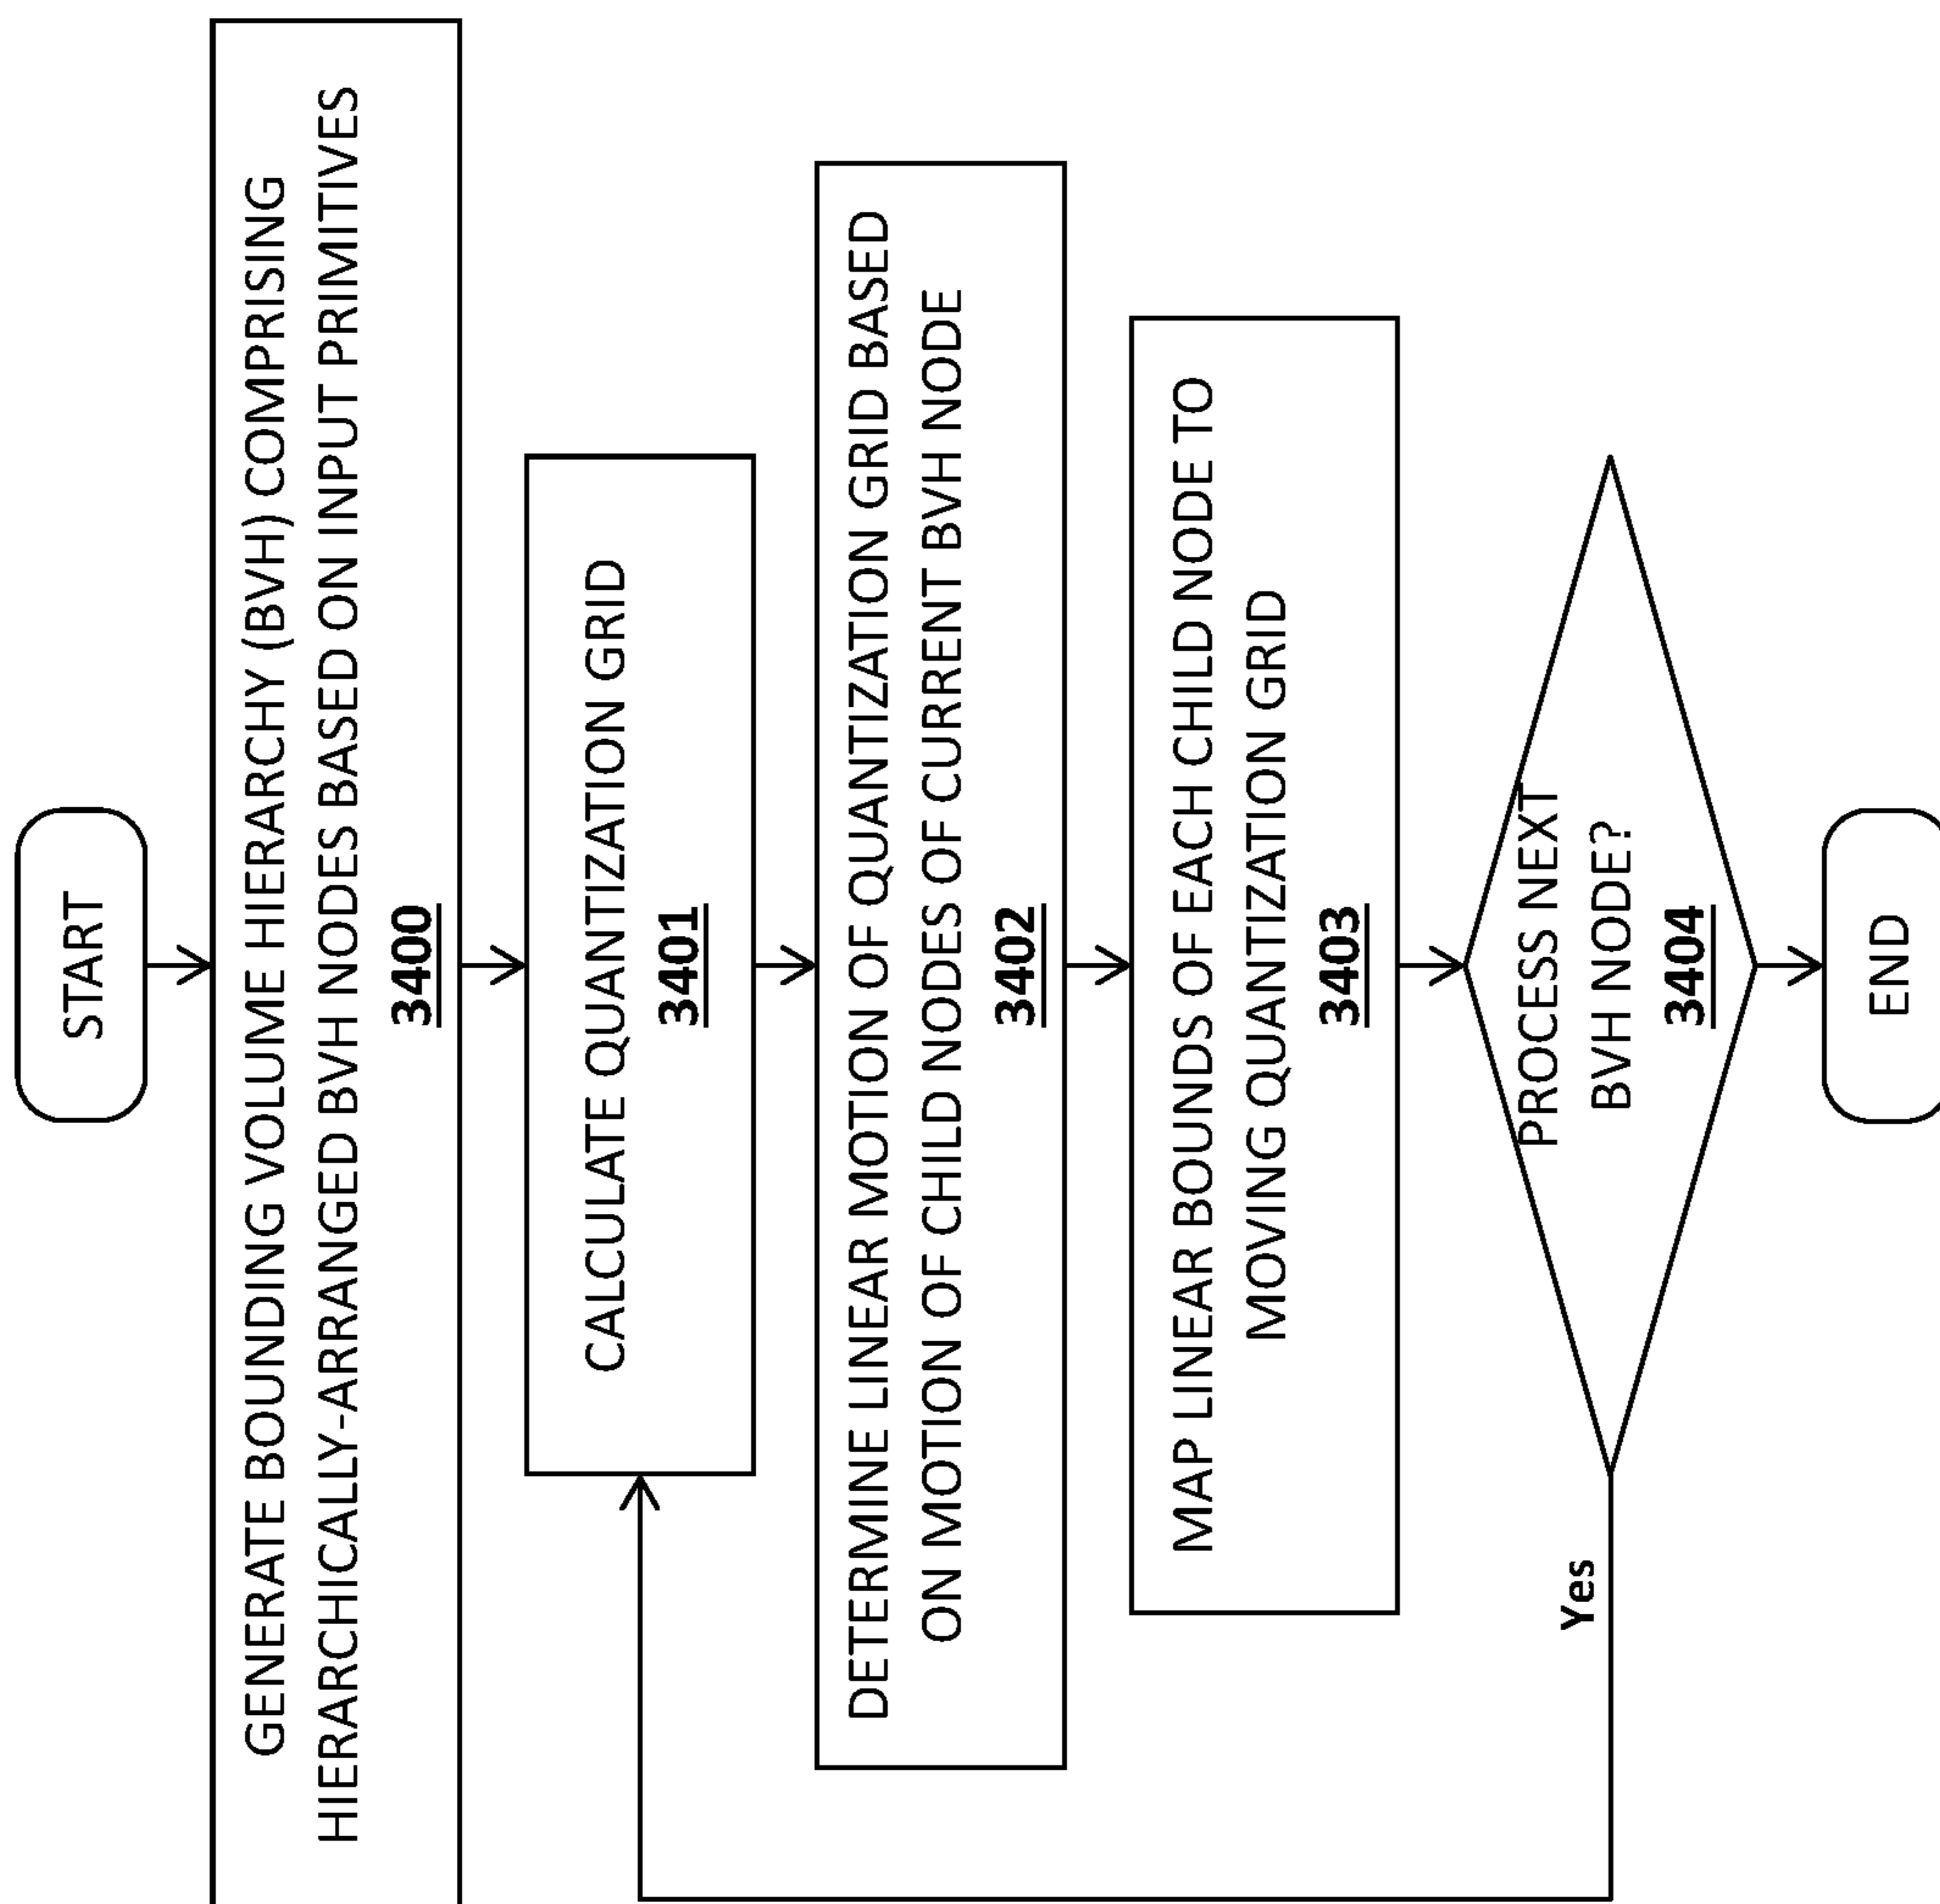 START
GENERATE BOUNDING VOLUME HIERARCHY (BVH) COMPRISING
HIERARCHICALLY-ARRANGED BVH NODES BASED ON INPUT PRIMITIVES
3400
CALCULATE QUANTIZATION GRID
3401
DETERMINE LINEAR MOTION OF QUANTIZATION GRID BASED
ON MOTION OF CHILD NODES OF CURRENT BVH NODE
3402
MAP LINEAR BOUNDS OF EACH CHILD NODE TO
MOVING QUANTIZATION GRID
3403
PROCESS NEXT
BVH NODE?
3404
Yes
END